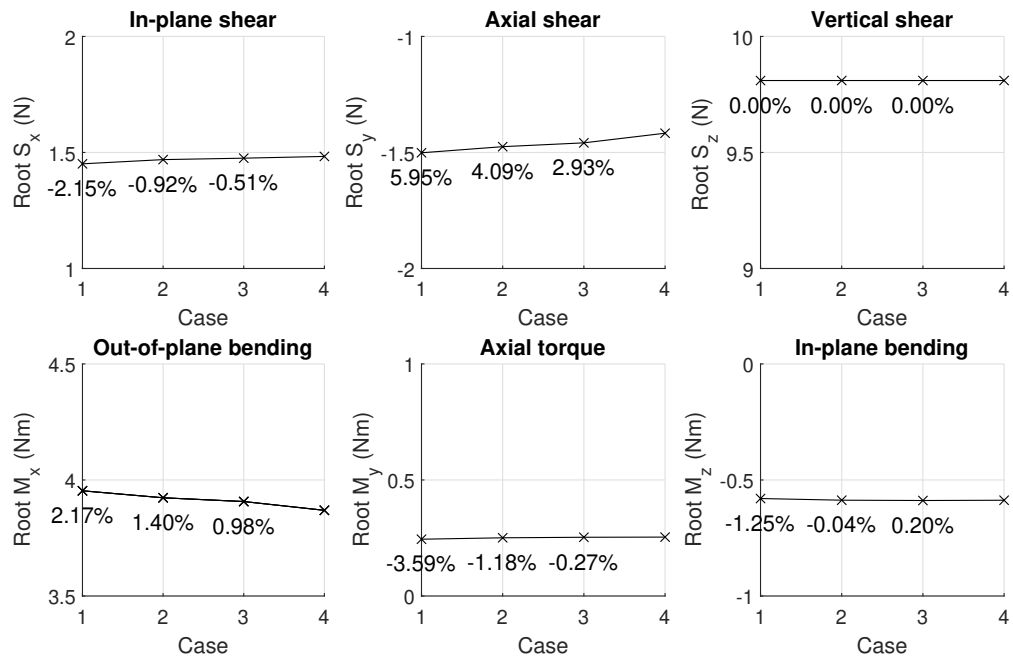 In-plane shear
2
1.5
1
Root S_x (N)
-2.15%
-0.92%
-0.51%
1 2 3 4
Case
Axial shear
-1
-1.5
-2
Root S_y (N)
5.95%
4.09%
2.93%
1 2 3 4
Case
Vertical shear
10
9.5
9
Root S_z (N)
0.00%
0.00%
0.00%
1 2 3 4
Case
Out-of-plane bending
4.5
4
3.5
Root M_x (Nm)
2.17%
1.40%
0.98%
1 2 3 4
Case
Axial torque
1
0.5
0
Root M_y (Nm)
-3.59%
-1.18%
-0.27%
1 2 3 4
Case
In-plane bending
0
-0.5
-1
Root M_z (Nm)
-1.25%
-0.04%
0.20%
1 2 3 4
Case